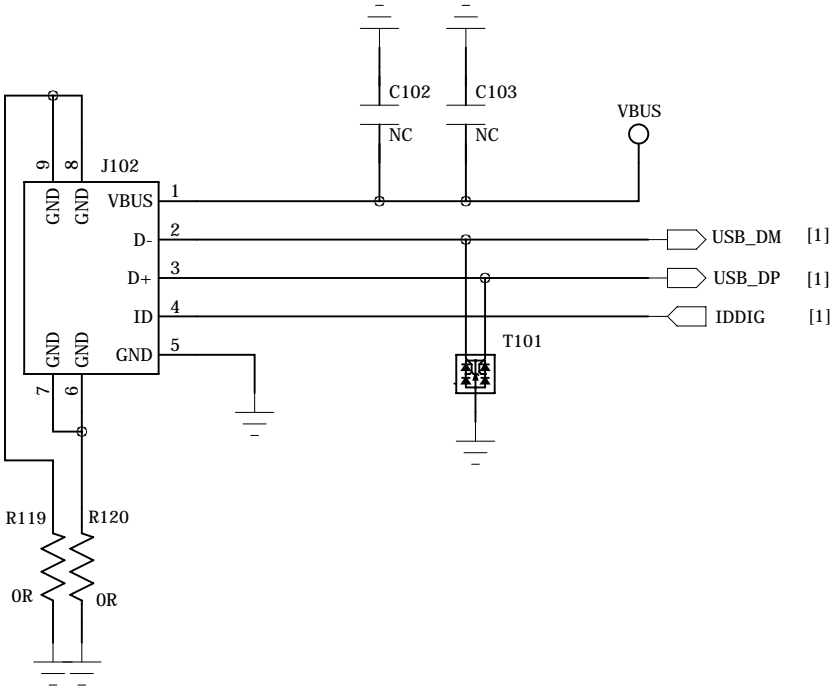 C102
C103
NC
NC
VBUS
J102
9
8
GND
GND
VBUS
1
D-
2
USB_DM [1]
D+
3
USB_DP [1]
ID
4
IDDIG [1]
GND
GND
GND
5
T101
7
6
R119
R120
0R
0R